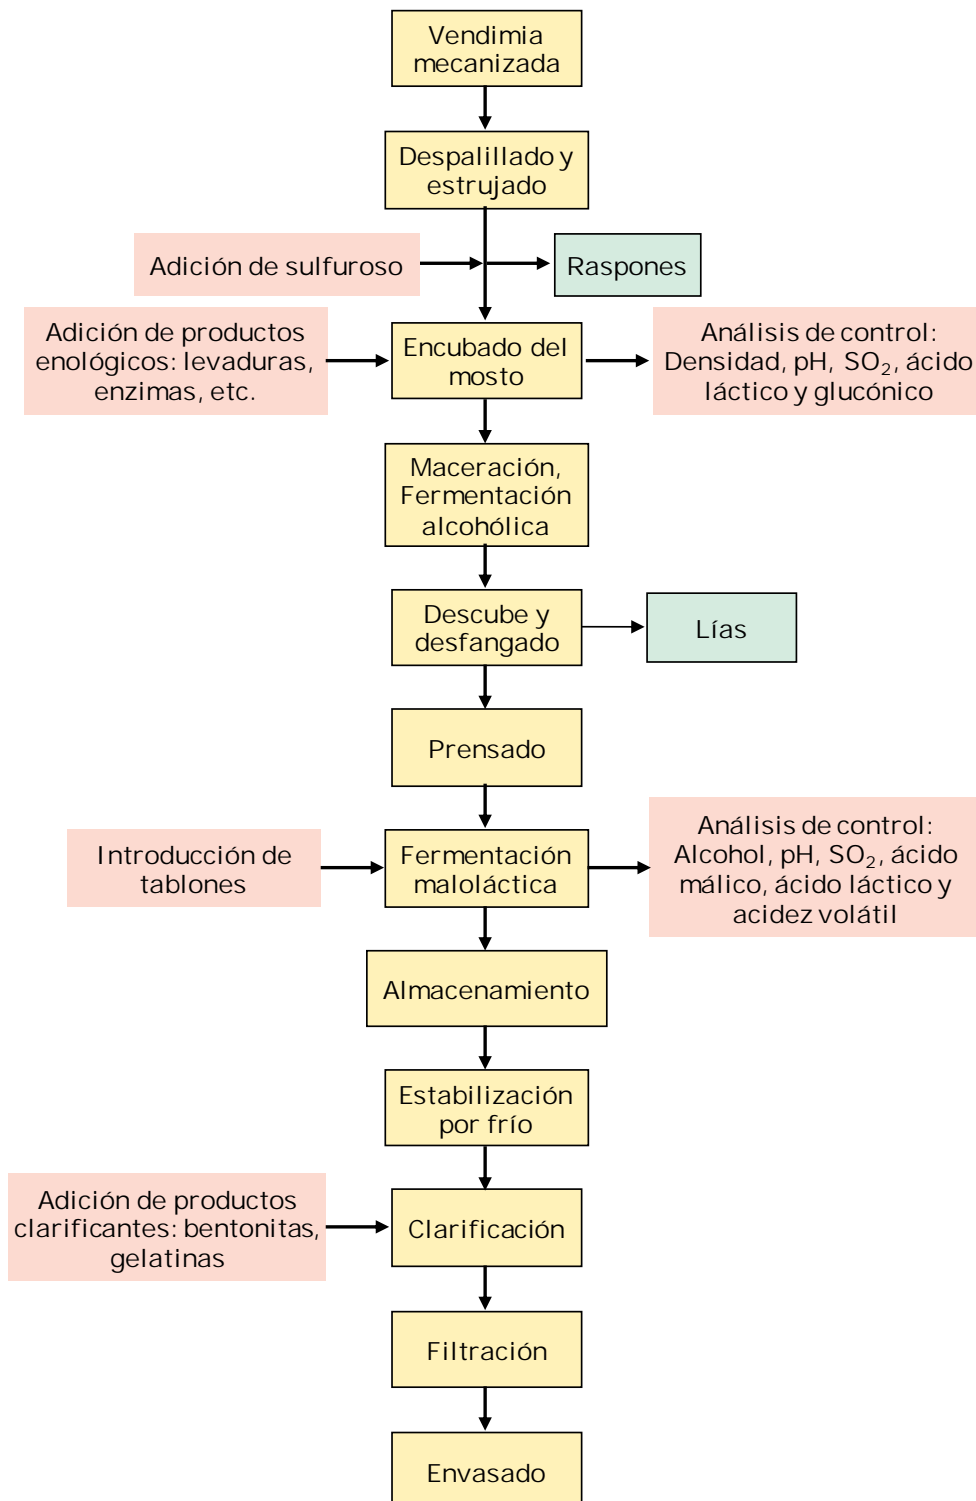 Vendimia
mecanizada
Despalillado y
estrujado
Adición de sulfuroso
Raspones
Adición de productos
enológicos: levaduras,
enzimas, etc.
Encubado del
mosto
Análisis de control:
Densidad, pH, SO₂, ácido
láctico y glucónico
Maceración,
Fermentación
alcohólica
Descube y
desfangado
Lías
Prensado
Introducción de
tablones
Fermentación
maloláctica
Análisis de control:
Alcohol, pH, SO₂, ácido
málico, ácido láctico y
acidez volátil
Almacenamiento
Estabilización
por frío
Adición de productos
clarificantes: bentonitas,
gelatinas
Clarificación
Filtración
Envasado